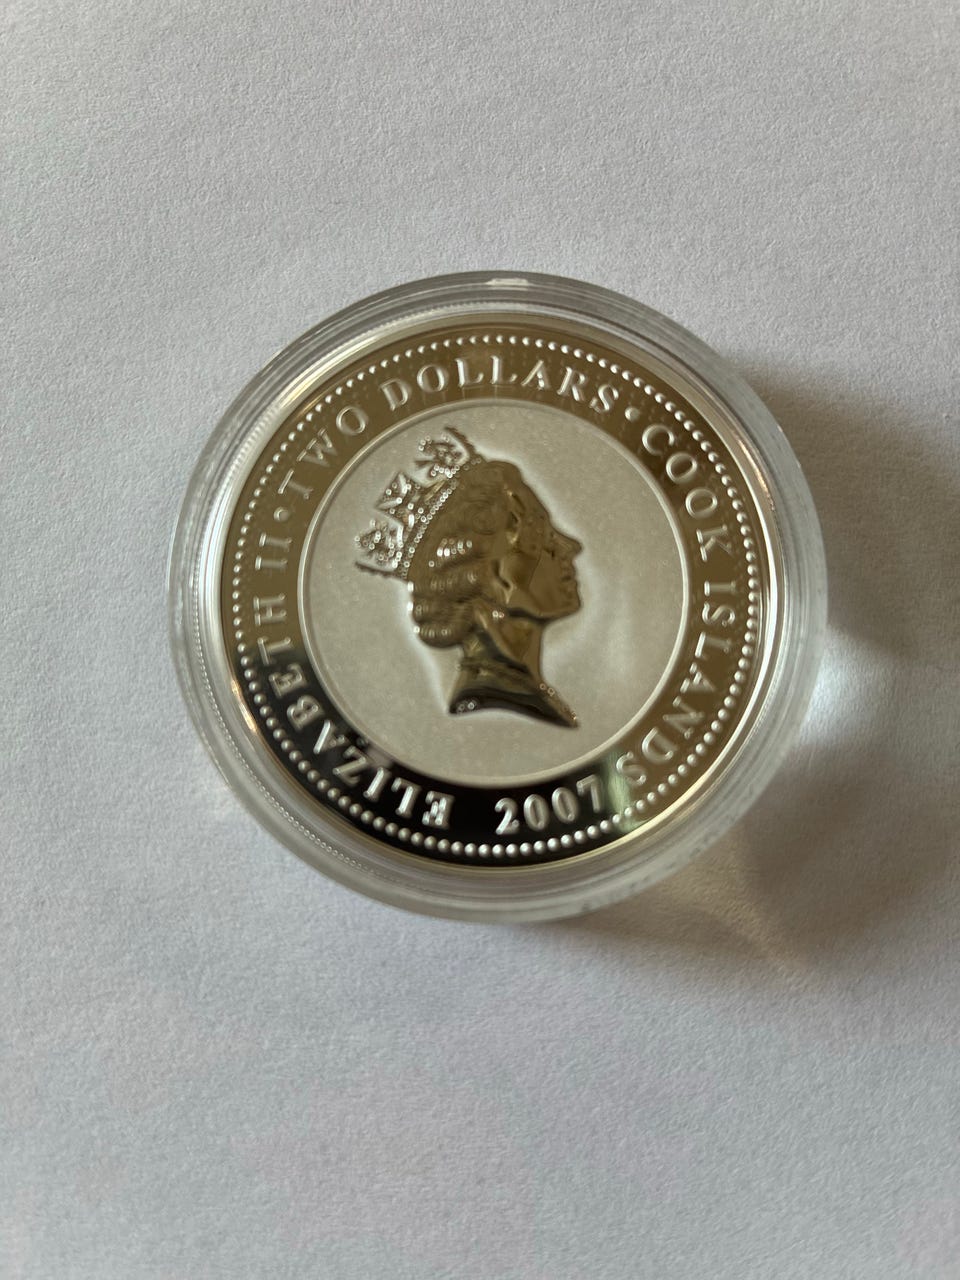 ELIZABETH II • TWO DOLLARS • COOK ISLANDS
2007